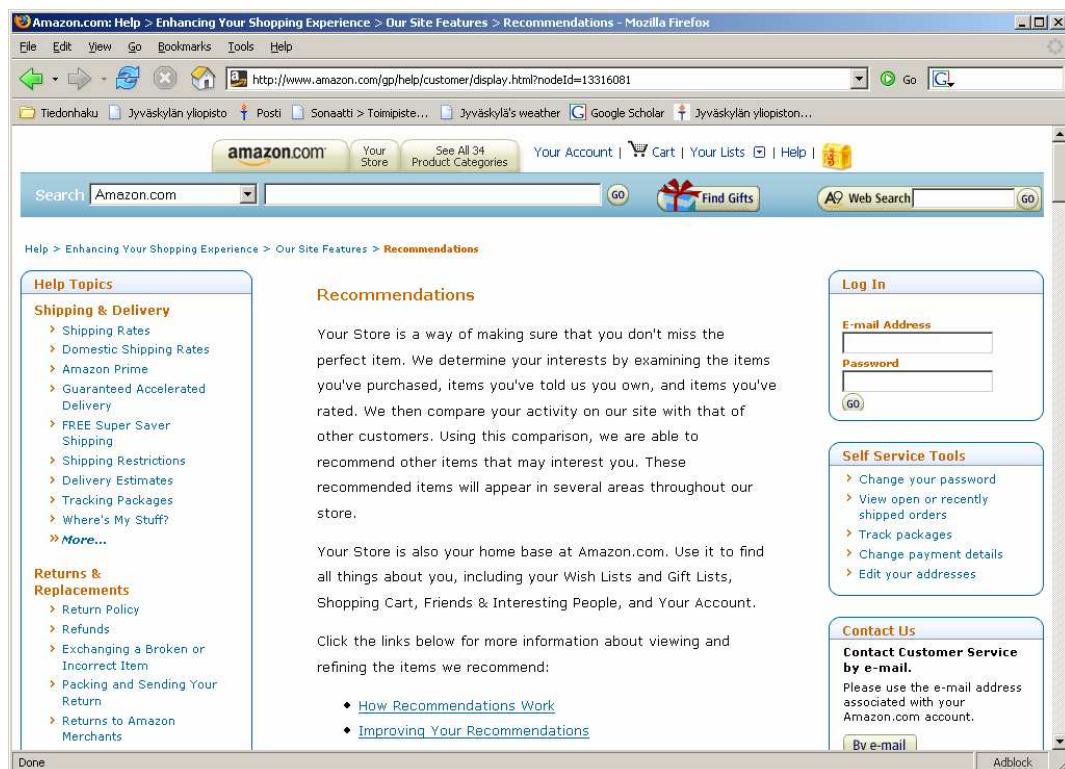 Amazon.com: Help > Enhancing Your Shopping Experience > Our Site Features > Recommendations - Mozilla Firefox
File Edit View Go Bookmarks Tools Help
http://www.amazon.com/gp/help/customer/display.html?nodeId=13316081
Go
Tiedonhaku Jyväskylän yliopisto Posti Sonaatti > Toimipiste... Jyväskylä's weather Google Scholar Jyväskylän yliopiston...
amazon.com
Your
Store
See All 34
Product Categories
Your Account | Cart | Your Lists | Help |
Search Amazon.com GO Find Gifts A9 Web Search GO
Help > Enhancing Your Shopping Experience > Our Site Features > Recommendations
Help Topics
Shipping & Delivery
Shipping Rates
Domestic Shipping Rates
Amazon Prime
Guaranteed Accelerated
Delivery
FREE Super Saver
Shipping
Shipping Restrictions
Delivery Estimates
Tracking Packages
Where's My Stuff?
More...
Returns &
Replacements
Return Policy
Refunds
Exchanging a Broken or
Incorrect Item
Packing and Sending Your
Return
Returns to Amazon
Merchants
Recommendations
Your Store is a way of making sure that you don't miss the
perfect item. We determine your interests by examining the items
you've purchased, items you've told us you own, and items you've
rated. We then compare your activity on our site with that of
other customers. Using this comparison, we are able to
recommend other items that may interest you. These
recommended items will appear in several areas throughout our
store.
Your Store is also your home base at Amazon.com. Use it to find
all things about you, including your Wish Lists and Gift Lists,
Shopping Cart, Friends & Interesting People, and Your Account.
Click the links below for more information about viewing and
refining the items we recommend:
How Recommendations Work
Improving Your Recommendations
Log In
E-mail Address
Password
GO
Self Service Tools
Change your password
View open or recently
shipped orders
Track packages
Change payment details
Edit your addresses
Contact Us
Contact Customer Service
by e-mail.
Please use the e-mail address
associated with your
Amazon.com account.
By e-mail
Done
Adblock